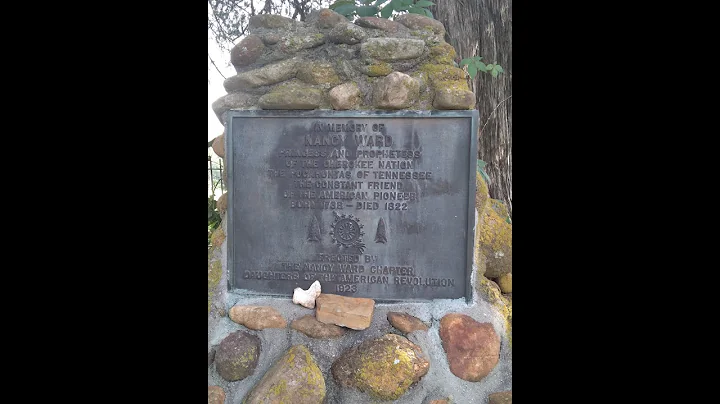 IN MEMORY OF
NANCY WARD
PRINCESS AND PROPHETESS
OF THE CHEROKEE NATION
THE POCAHONTAS OF TENNESSEE
THE CONSTANT FRIEND
OF THE AMERICAN PIONEER
BORN 1738 – DIED 1822
ERECTED BY
THE NANCY WARD CHAPTER
DAUGHTERS OF THE AMERICAN REVOLUTION
1923